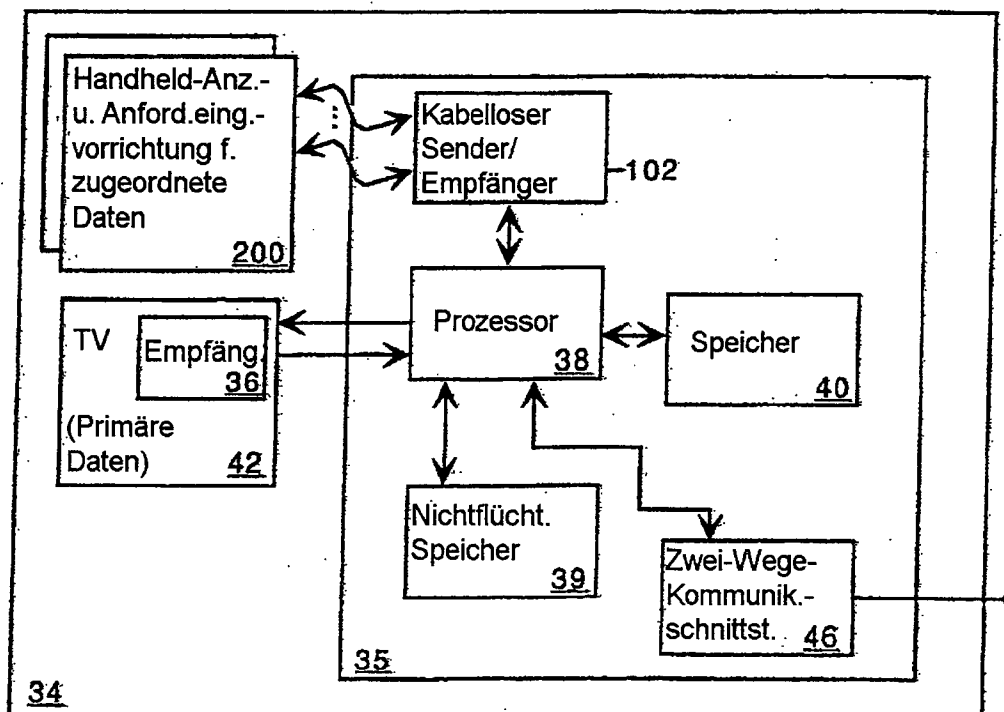 Handheld-Anz.-
u. Anford.eing.-
vorrichtung f.
zugeordnete
Daten
200
Kabelloser
Sender/
Empfänger
102
TV
Empfäng.
36
(Primäre
Daten)
42
Prozessor
38
Speicher
40
Nichtflücht.
Speicher
39
Zwei-Wege-
Kommunik.-
schnittst.
46
35
34